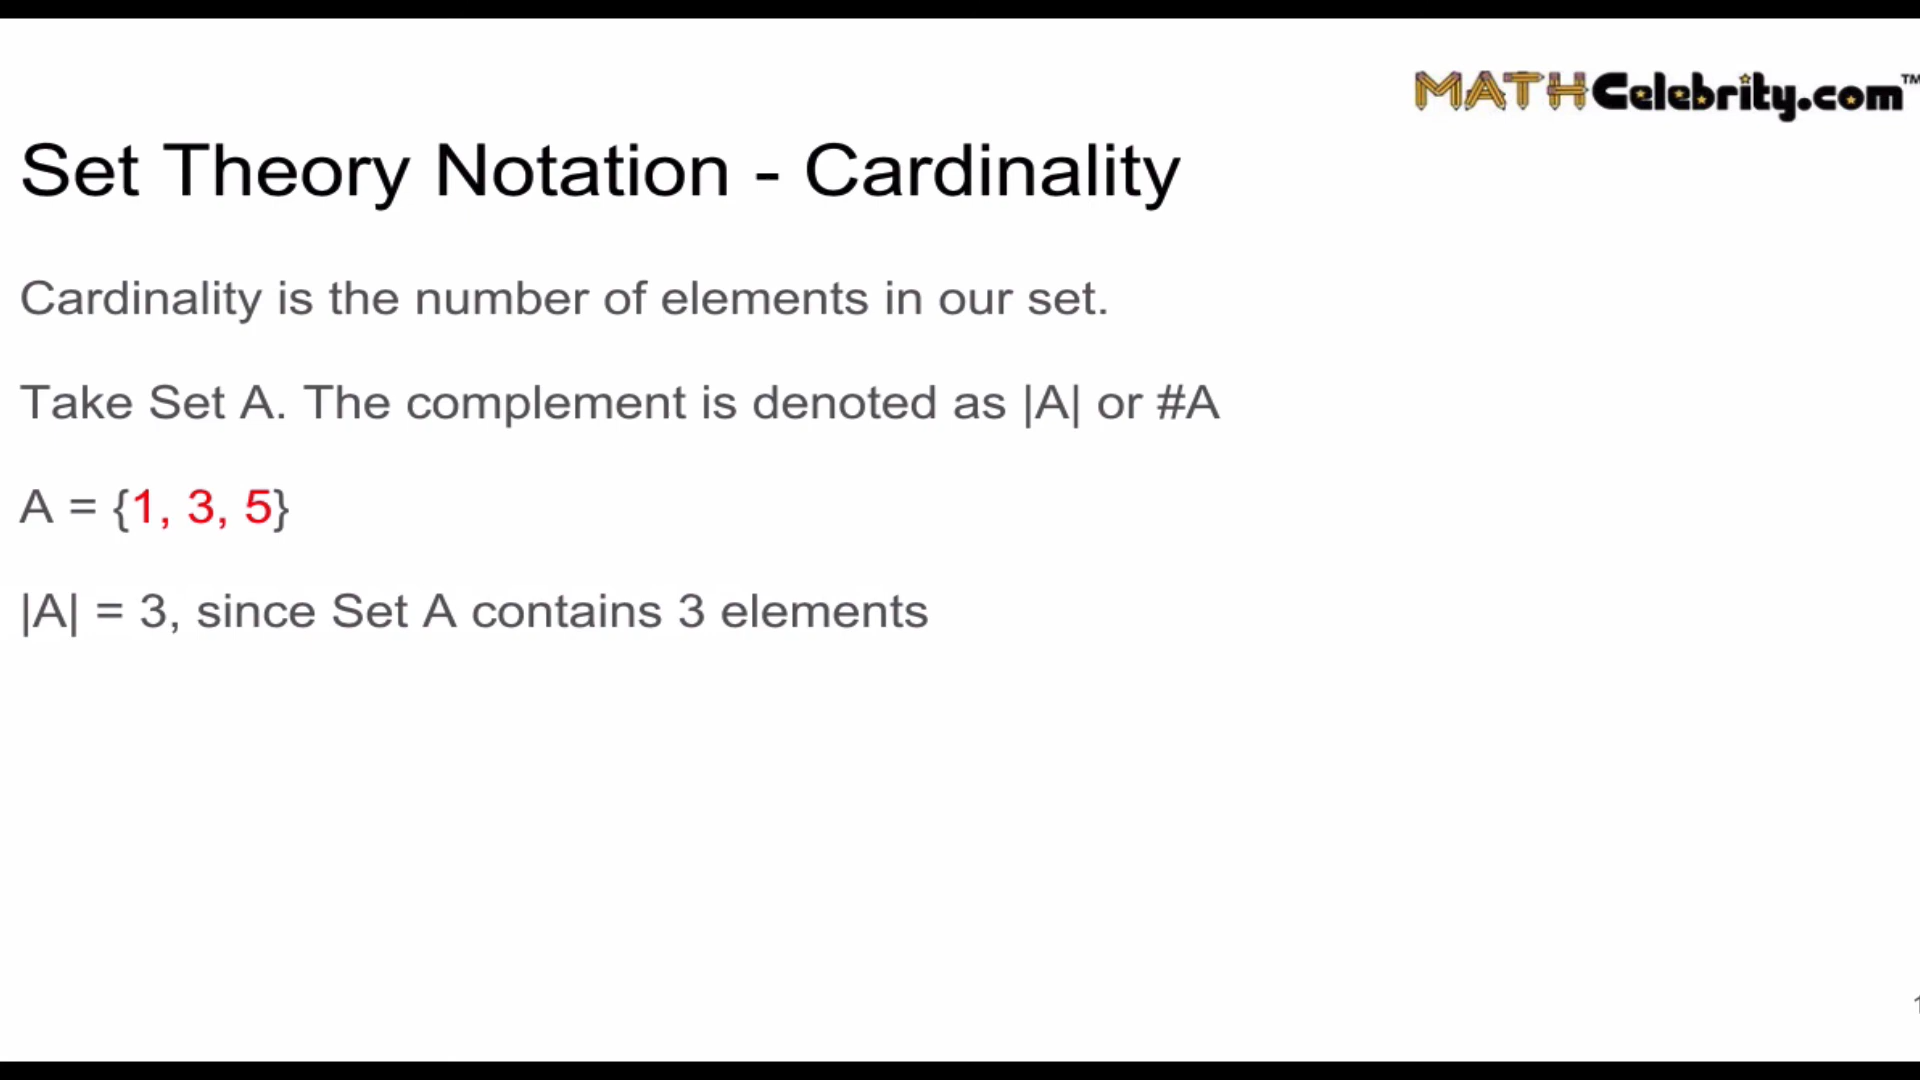 MATHCelebrity.com™
Set Theory Notation - Cardinality
Cardinality is the number of elements in our set.
Take Set A. The complement is denoted as |A| or #A
A = {1, 3, 5}
|A| = 3, since Set A contains 3 elements